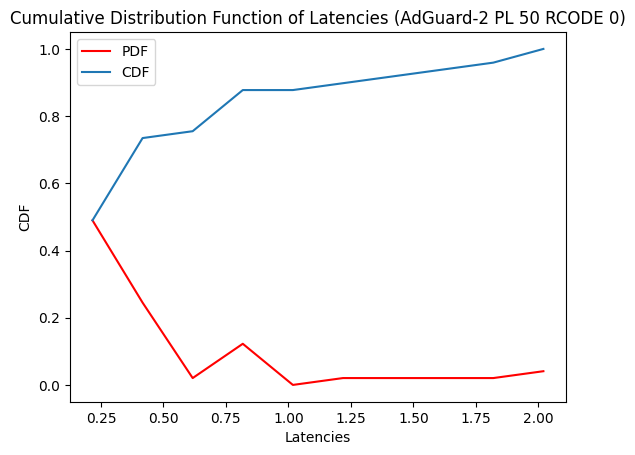 Cumulative Distribution Function of Latencies (AdGuard-2 PL 50 RCODE 0)
PDF
CDF
1.0
0.8
0.6
0.4
0.2
0.0
CDF
0.25
0.50
0.75
1.00
1.25
1.50
1.75
2.00
Latencies